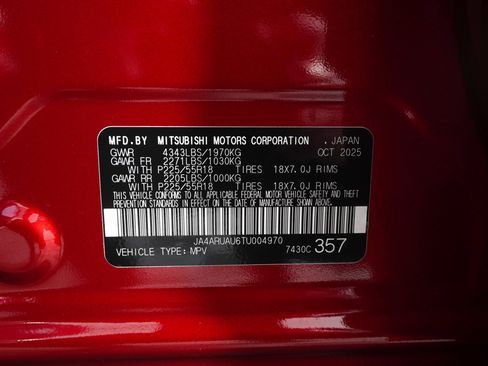 MFD.BY MITSUBISHI MOTORS CORPORATION . JAPAN
GVWR 4343LBS/1970KG OCT 2025
GAWR FR 2271LBS/1030KG
WITH P225/55R18 TIRES 18X7.0J RIMS
GAWR RR 2205LBS/1000KG
WITH P225/55R18 TIRES 18X7.0J RIMS
THIS VEHICLE CONFORMS TO ALL APPLICABLE FEDERAL MOTOR VEHICLE SAFETY AND THEFT
PREVENTION STANDARDS IN EFFECT ON THE DATE OF MANUFACTURE SHOWN ABOVE.
JA4ARUAU6TU004970
VEHICLE TYPE: MPV 7430C 357